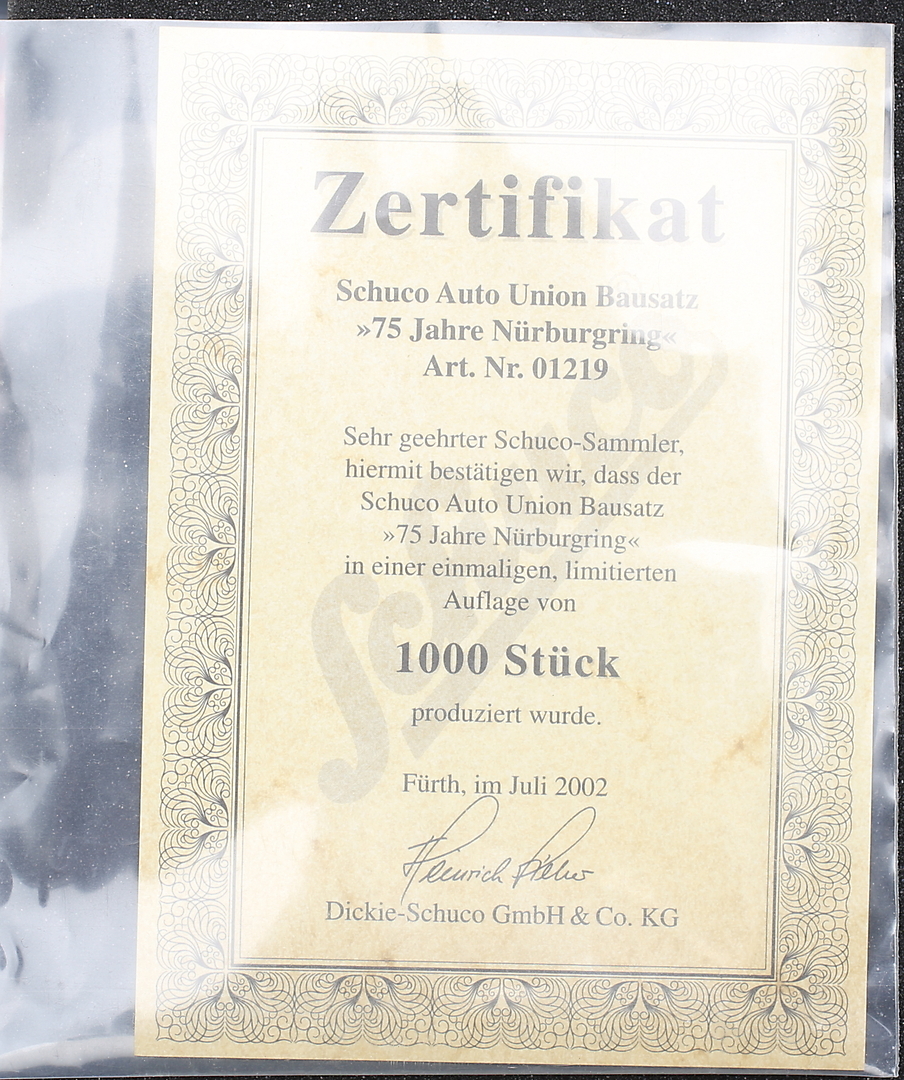 Zertifikat
Schuco Auto Union Bausatz
»75 Jahre Nürburgring«
Art. Nr. 01219
Sehr geehrter Schuco-Sammler,
hiermit bestätigen wir, dass der
Schuco Auto Union Bausatz
»75 Jahre Nürburgring«
in einer einmaligen, limitierten
Auflage von
1000 Stück
produziert wurde.
Fürth, im Juli 2002
Dickie-Schuco GmbH & Co. KG
Schuco